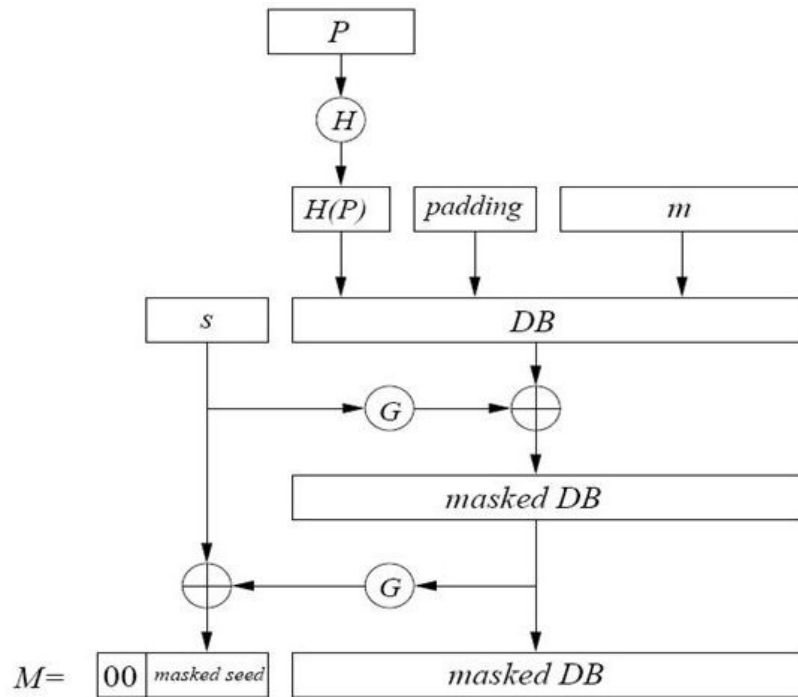 P
H
H(P) padding m
s DB
G
masked DB
G
M= 00 masked seed masked DB